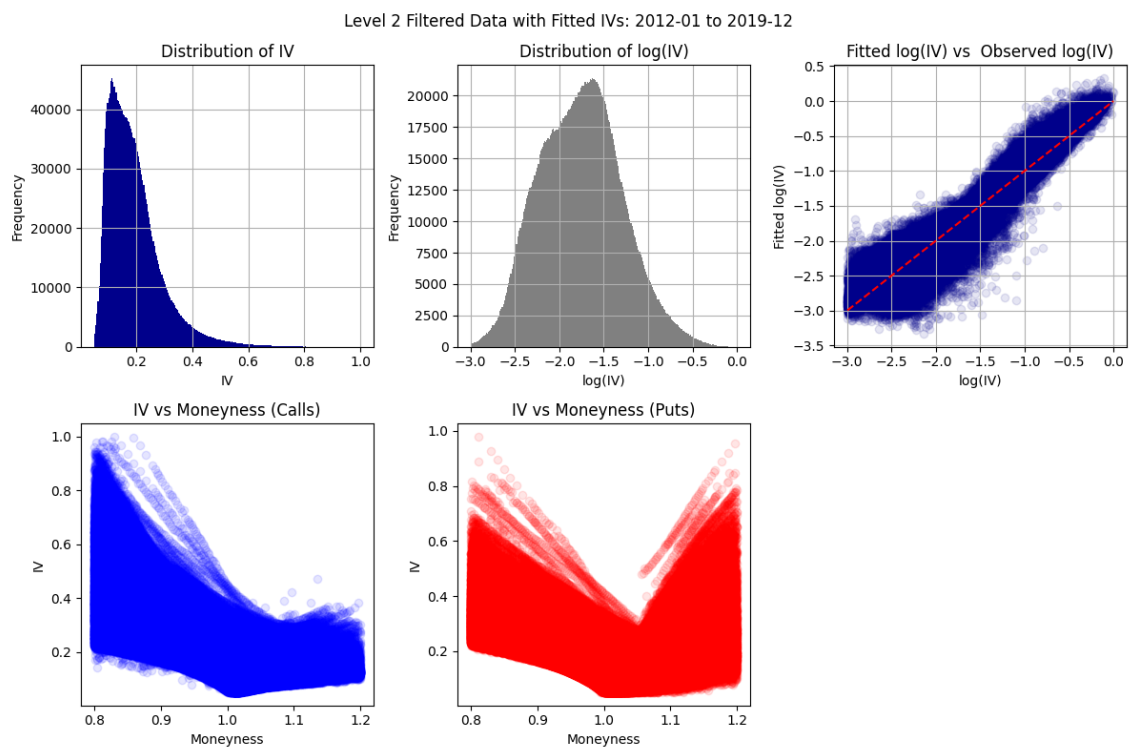 Level 2 Filtered Data with Fitted IVs: 2012-01 to 2019-12
Distribution of IV
40000
30000
20000
10000
0
Frequency
0.2 0.4 0.6 0.8 1.0
IV
Distribution of log(IV)
20000
17500
15000
12500
10000
7500
5000
2500
0
Frequency
−3.0 −2.5 −2.0 −1.5 −1.0 −0.5 0.0
log(IV)
Fitted log(IV) vs  Observed log(IV)
0.5
0.0
−0.5
−1.0
−1.5
−2.0
−2.5
−3.0
−3.5
Fitted log(IV)
−3.0 −2.5 −2.0 −1.5 −1.0 −0.5 0.0
log(IV)
IV vs Moneyness (Calls)
1.0
0.8
0.6
0.4
0.2
IV
0.8 0.9 1.0 1.1 1.2
Moneyness
IV vs Moneyness (Puts)
1.0
0.8
0.6
0.4
0.2
IV
0.8 0.9 1.0 1.1 1.2
Moneyness